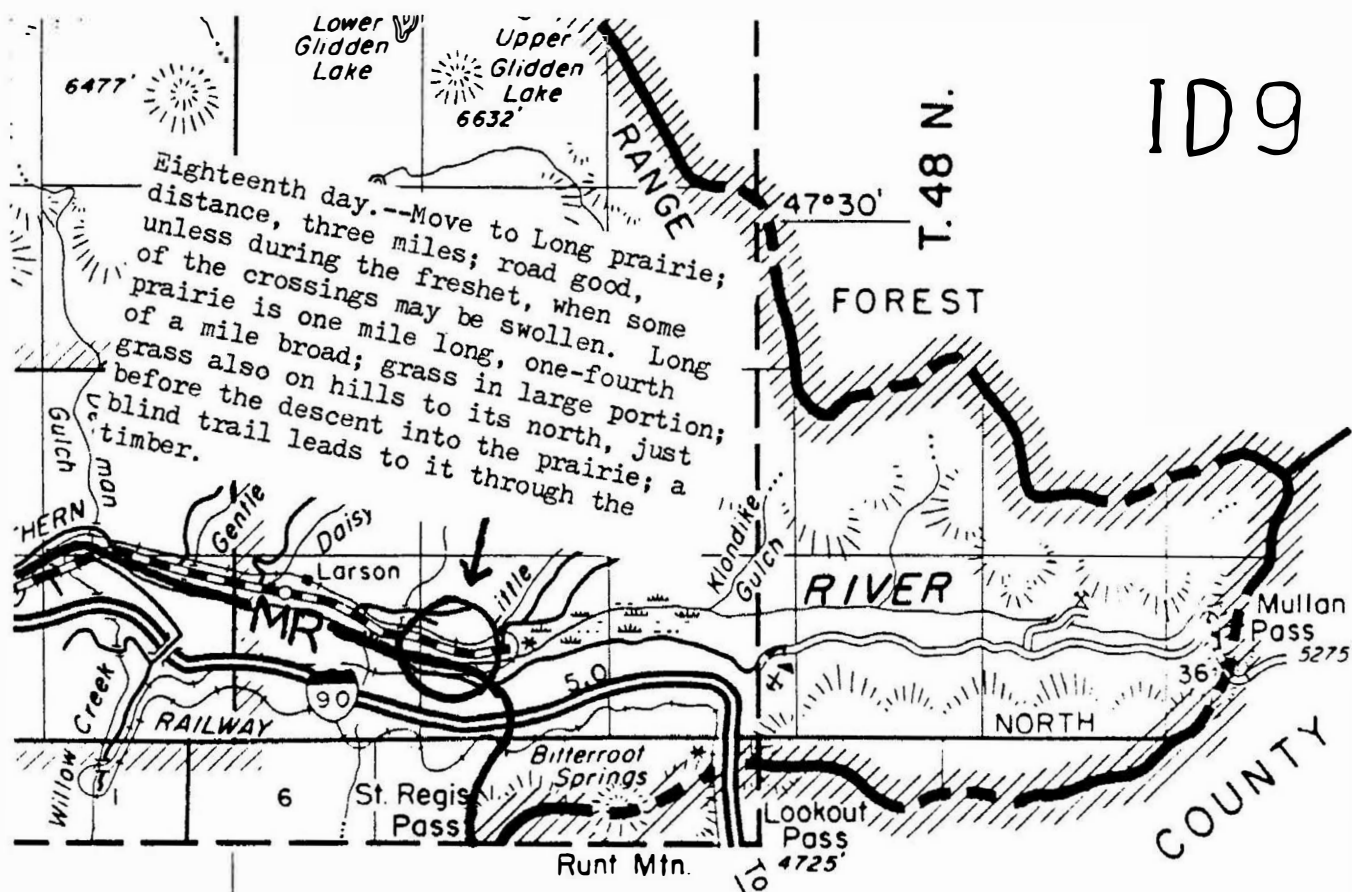 Lower
Glidden
Lake
Upper
Glidden
Lake
6632'
6477'
ID9
T. 48 N.
RANGE
47°30'
FOREST
Eighteenth day.--Move to Long prairie;
distance, three miles; road good,
unless during the freshet, when some
of the crossings may be swollen. Long
prairie is one mile long, one-fourth
of a mile broad; grass in large portion;
grass also on hills to its north, just
before the descent into the prairie; a
blind trail leads to it through the
timber.
Gulch
man
HERN
Gentle
Daisy
Larson
ittle
Klondike
Gulch
RIVER
Mullan
Pass
5275
36
MR
90
5.0
RAILWAY
NORTH
Willow Creek
1
6
St. Regis
Pass
Bitterroot
Springs
Lookout
Pass
4725'
Runt Mtn.
To
COUNTY